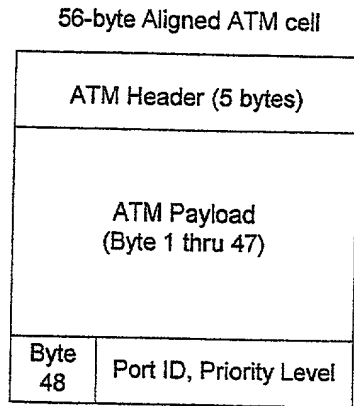 56-byte Aligned ATM cell
ATM Header (5 bytes)
ATM Payload
(Byte 1 thru 47)
Byte
48
Port ID, Priority Level